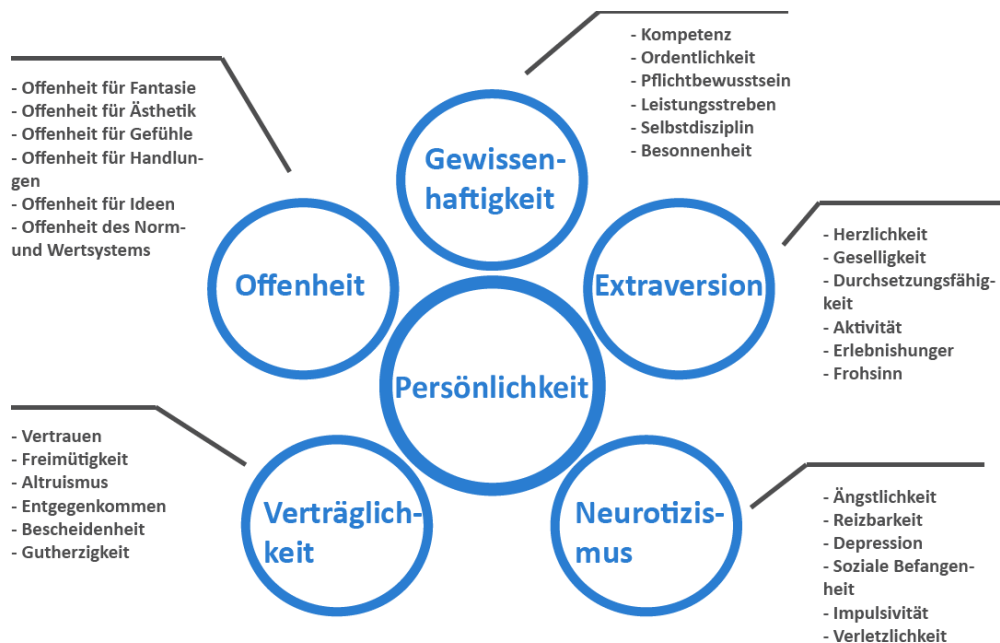 - Kompetenz
- Ordentlichkeit
- Pflichtbewusstsein
- Leistungsstreben
- Selbstdisziplin
- Besonnenheit
- Offenheit für Fantasie
- Offenheit für Ästhetik
- Offenheit für Gefühle
- Offenheit für Handlun-
gen
- Offenheit für Ideen
- Offenheit des Norm-
und Wertsystems
Gewissen-
haftigkeit
Offenheit
Extraversion
- Herzlichkeit
- Geselligkeit
- Durchsetzungsfähig-
keit
- Aktivität
- Erlebnishunger
- Frohsinn
Persönlichkeit
- Vertrauen
- Freimütigkeit
- Altruismus
- Entgegenkommen
- Bescheidenheit
- Gutherzigkeit
Verträglich-
keit
Neurotizis-
mus
- Ängstlichkeit
- Reizbarkeit
- Depression
- Soziale Befangen-
heit
- Impulsivität
- Verletzlichkeit